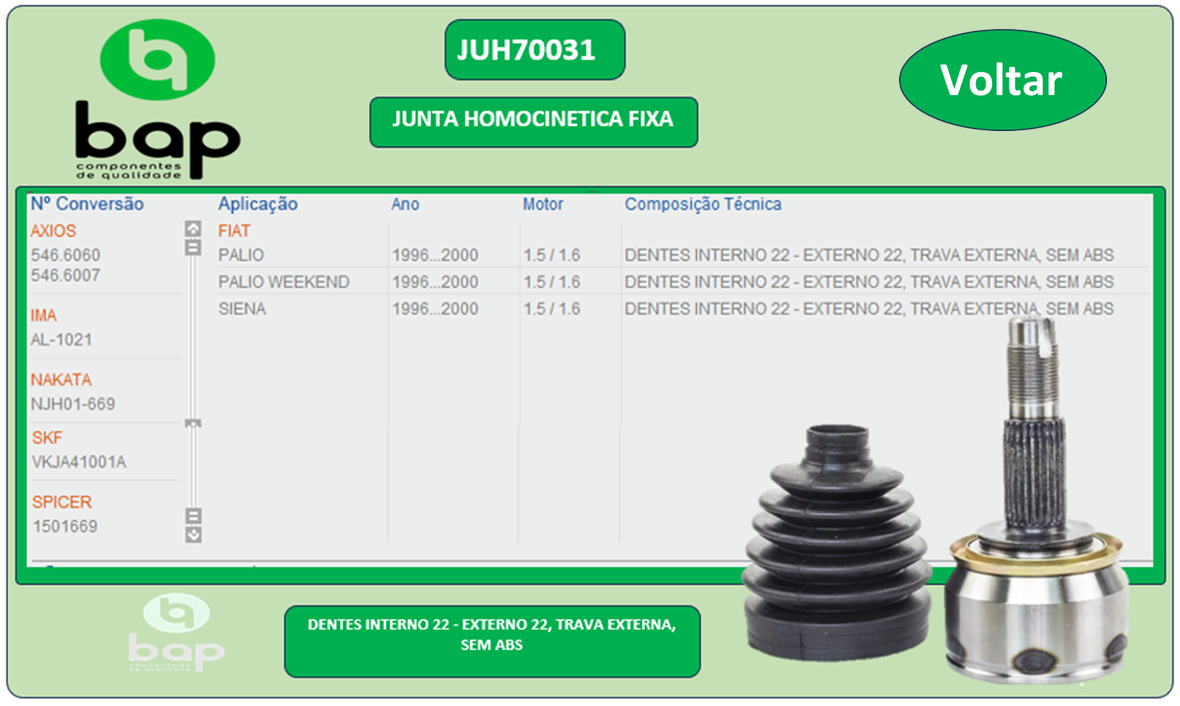 bap
componentes
de qualidade
JUH70031
JUNTA HOMOCINETICA FIXA
Voltar
Nº Conversão
AXIOS
546.6060
546.6007
IMA
AL-1021
NAKATA
NJH01-669
SKF
VKJA41001A
SPICER
1501669
Aplicação Ano Motor Composição Técnica
FIAT
PALIO 1996...2000 1.5 / 1.6 DENTES INTERNO 22 - EXTERNO 22, TRAVA EXTERNA, SEM ABS
PALIO WEEKEND 1996...2000 1.5 / 1.6 DENTES INTERNO 22 - EXTERNO 22, TRAVA EXTERNA, SEM ABS
SIENA 1996...2000 1.5 / 1.6 DENTES INTERNO 22 - EXTERNO 22, TRAVA EXTERNA, SEM ABS
bap
componentes
de qualidade
DENTES INTERNO 22 - EXTERNO 22, TRAVA EXTERNA,
SEM ABS